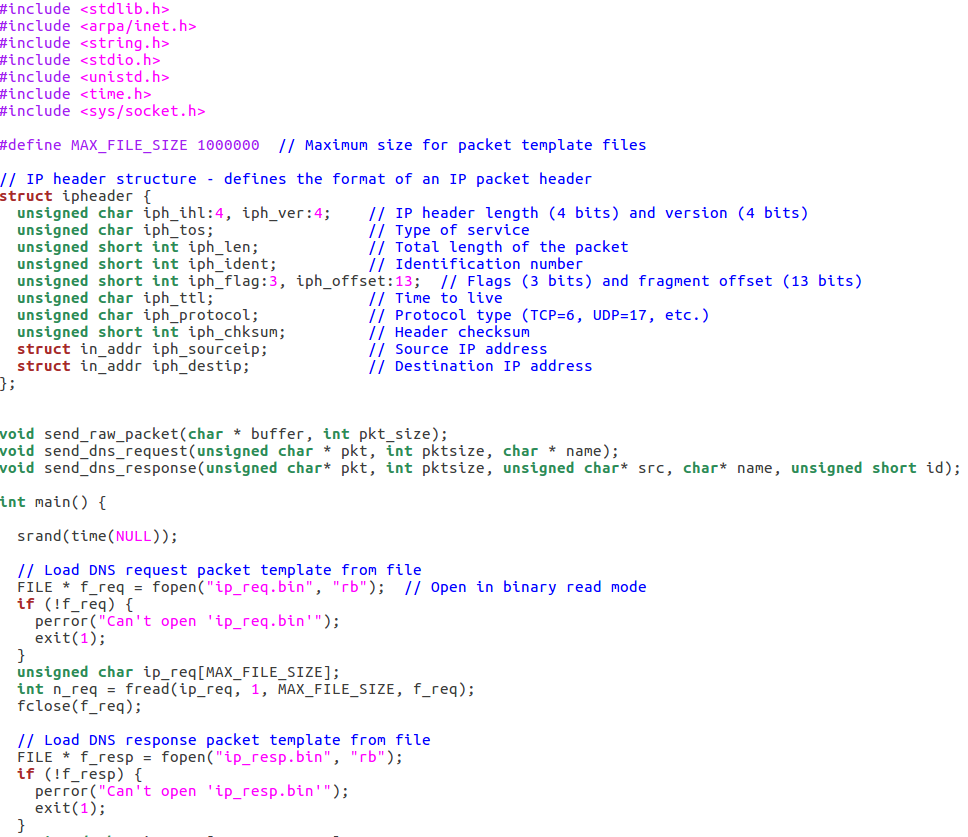 #include <stdlib.h>
#include <arpa/inet.h>
#include <string.h>
#include <stdio.h>
#include <unistd.h>
#include <time.h>
#include <sys/socket.h>

#define MAX_FILE_SIZE 1000000  // Maximum size for packet template files

// IP header structure - defines the format of an IP packet header
struct ipheader {
  unsigned char iph_ihl:4, iph_ver:4;    // IP header length (4 bits) and version (4 bits)
  unsigned char iph_tos;                 // Type of service
  unsigned short int iph_len;            // Total length of the packet
  unsigned short int iph_ident;          // Identification number
  unsigned short int iph_flag:3, iph_offset:13;  // Flags (3 bits) and fragment offset (13 bits)
  unsigned char iph_ttl;                 // Time to live
  unsigned char iph_protocol;            // Protocol type (TCP=6, UDP=17, etc.)
  unsigned short int iph_chksum;         // Header checksum
  struct in_addr iph_sourceip;           // Source IP address
  struct in_addr iph_destip;             // Destination IP address
};


void send_raw_packet(char * buffer, int pkt_size);
void send_dns_request(unsigned char * pkt, int pktsize, char * name);
void send_dns_response(unsigned char* pkt, int pktsize, unsigned char* src, char* name, unsigned short id);

int main() {

  srand(time(NULL));

  // Load DNS request packet template from file
  FILE * f_req = fopen("ip_req.bin", "rb");  // Open in binary read mode
  if (!f_req) {
    perror("Can't open 'ip_req.bin'");
    exit(1);
  }
  unsigned char ip_req[MAX_FILE_SIZE];
  int n_req = fread(ip_req, 1, MAX_FILE_SIZE, f_req);
  fclose(f_req);

  // Load DNS response packet template from file
  FILE * f_resp = fopen("ip_resp.bin", "rb");
  if (!f_resp) {
    perror("Can't open 'ip_resp.bin'");
    exit(1);
  }